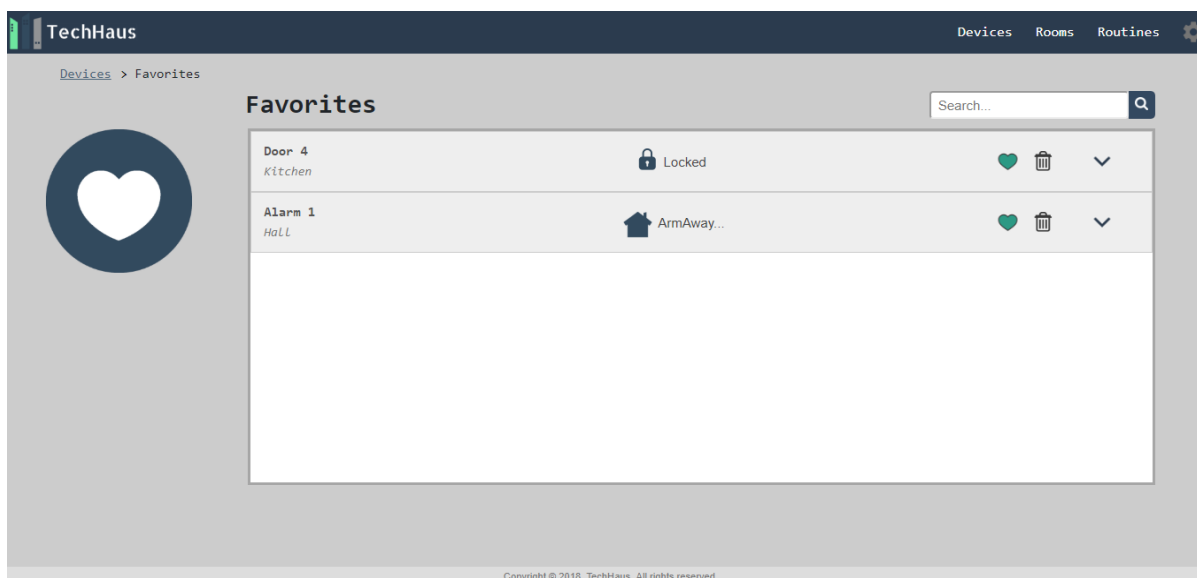 TechHaus
Devices Rooms Routines
Devices > Favorites
Favorites
Search...
Door 4
Kitchen
Locked
Alarm 1
Hall
ArmAway...
Copyright © 2018, TechHaus. All rights reserved